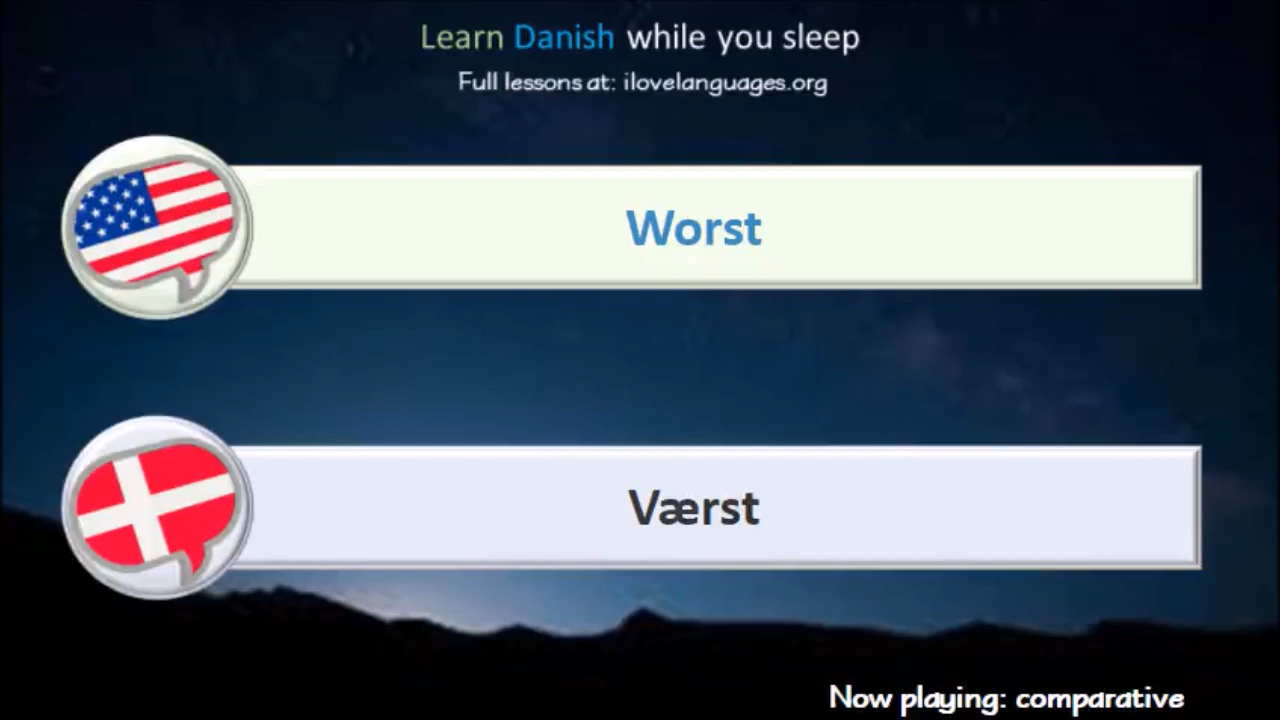 Learn Danish while you sleep
Full lessons at: ilovelanguages.org
Worst
Værst
Now playing: comparative